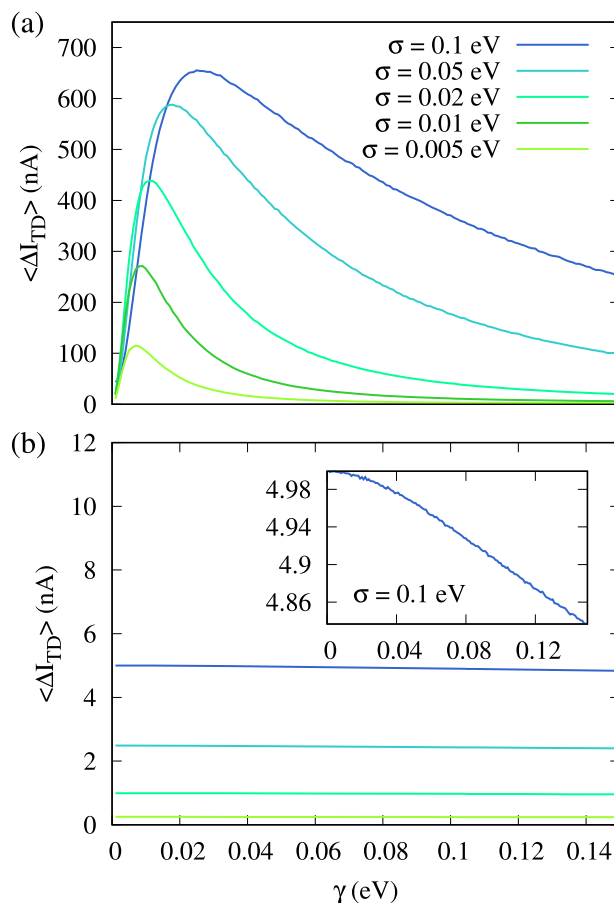 (a)
700
600
500
400
300
200
100
0
<ΔI_TD> (nA)
σ = 0.1 eV
σ = 0.05 eV
σ = 0.02 eV
σ = 0.01 eV
σ = 0.005 eV
(b)
12
10
8
6
4
2
0
<ΔI_TD> (nA)
4.98
4.94
4.9
4.86
σ = 0.1 eV
0 0.04 0.08 0.12
0 0.02 0.04 0.06 0.08 0.1 0.12 0.14
γ (eV)